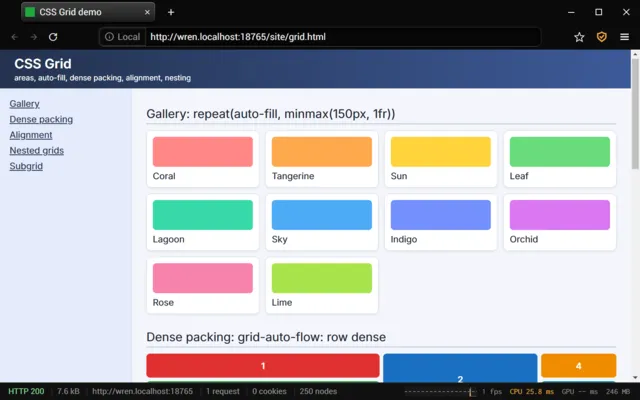 CSS Grid demo
Local http://wren.localhost:18765/site/grid.html
CSS Grid
areas, auto-fill, dense packing, alignment, nesting
Gallery
Dense packing
Alignment
Nested grids
Subgrid
Gallery: repeat(auto-fill, minmax(150px, 1fr))
Coral Tangerine Sun Leaf
Lagoon Sky Indigo Orchid
Rose Lime
Dense packing: grid-auto-flow: row dense
1 2 4
HTTP 200 7.6 kB http://wren.localhost:18765 1 request 0 cookies 250 nodes 1 fps CPU 25.8 ms GPU -- ms 246 MB